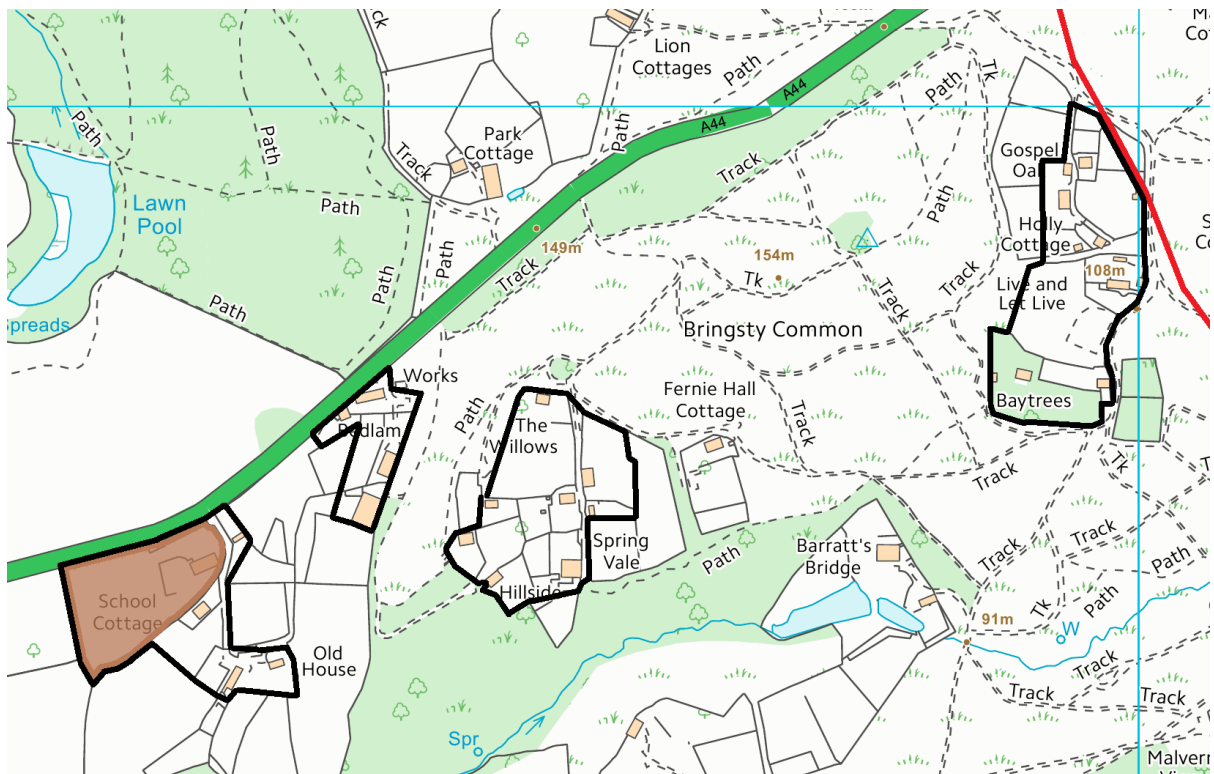 Track
Lion
Cottages
Path
Tk
Path
A44
A44
Path
Path
Park
Cottage
Path
Track
Track
Gospel
Oak
Lawn
Pool
Path
Path
Holly
Cottage
149m
154m
Path
Path
Track
Tk
Track
Track
108m
Live and
Let Live
Path
Spreads
Bringsty Common
Works
Bedlam
Path
The
Willows
Fernie Hall
Cottage
Track
Baytrees
Track
Tk
Spring
Vale
Path
Barratt's
Bridge
Track
Track
Path
Hillside
School
Cottage
Tk
Path
91m
W
Old
House
Track
Track
Track
Spr
Malvern